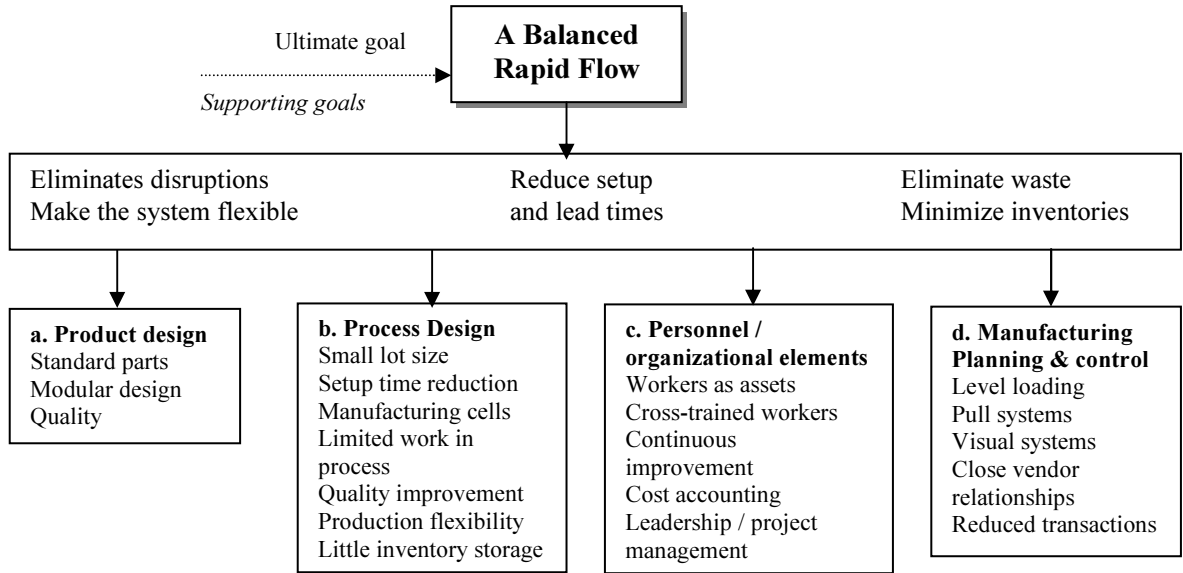 Ultimate goal
A Balanced
Rapid Flow
Supporting goals
Eliminates disruptions
Make the system flexible
Reduce setup
and lead times
Eliminate waste
Minimize inventories
a. Product design
Standard parts
Modular design
Quality
b. Process Design
Small lot size
Setup time reduction
Manufacturing cells
Limited work in
process
Quality improvement
Production flexibility
Little inventory storage
c. Personnel /
organizational elements
Workers as assets
Cross-trained workers
Continuous
improvement
Cost accounting
Leadership / project
management
d. Manufacturing
Planning & control
Level loading
Pull systems
Visual systems
Close vendor
relationships
Reduced transactions